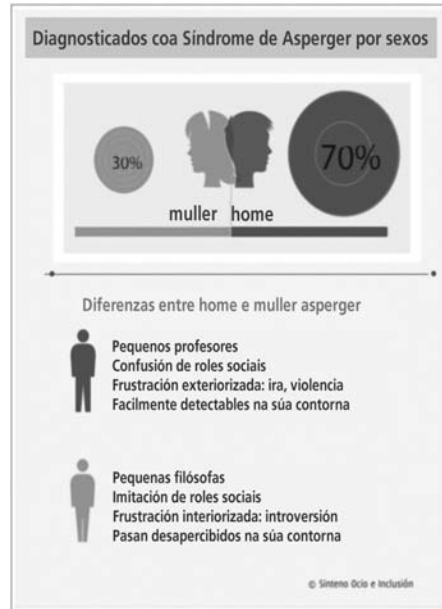 Diagnosticados coa Síndrome de Asperger por sexos
30%
70%
muller home
Diferenzas entre home e muller asperger
Pequenos profesores
Confusión de roles sociais
Frustración exteriorizada: ira, violencia
Facilmente detectables na súa contorna
Pequenas filósofas
Imitación de roles sociais
Frustración interiorizada: introversión
Pasan desapercibidos na súa contorna
© Sinteno Ocio e Inclusión